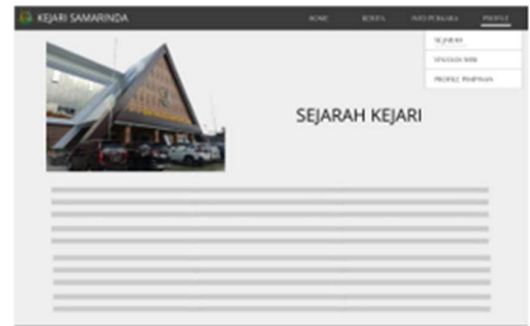 KEJARI SAMARINDA
HOME BERITA INFO PERKARA PROFILE
SEJARAH
VISI DAN MISI
PROFILE PIMPINAN
SEJARAH KEJARI